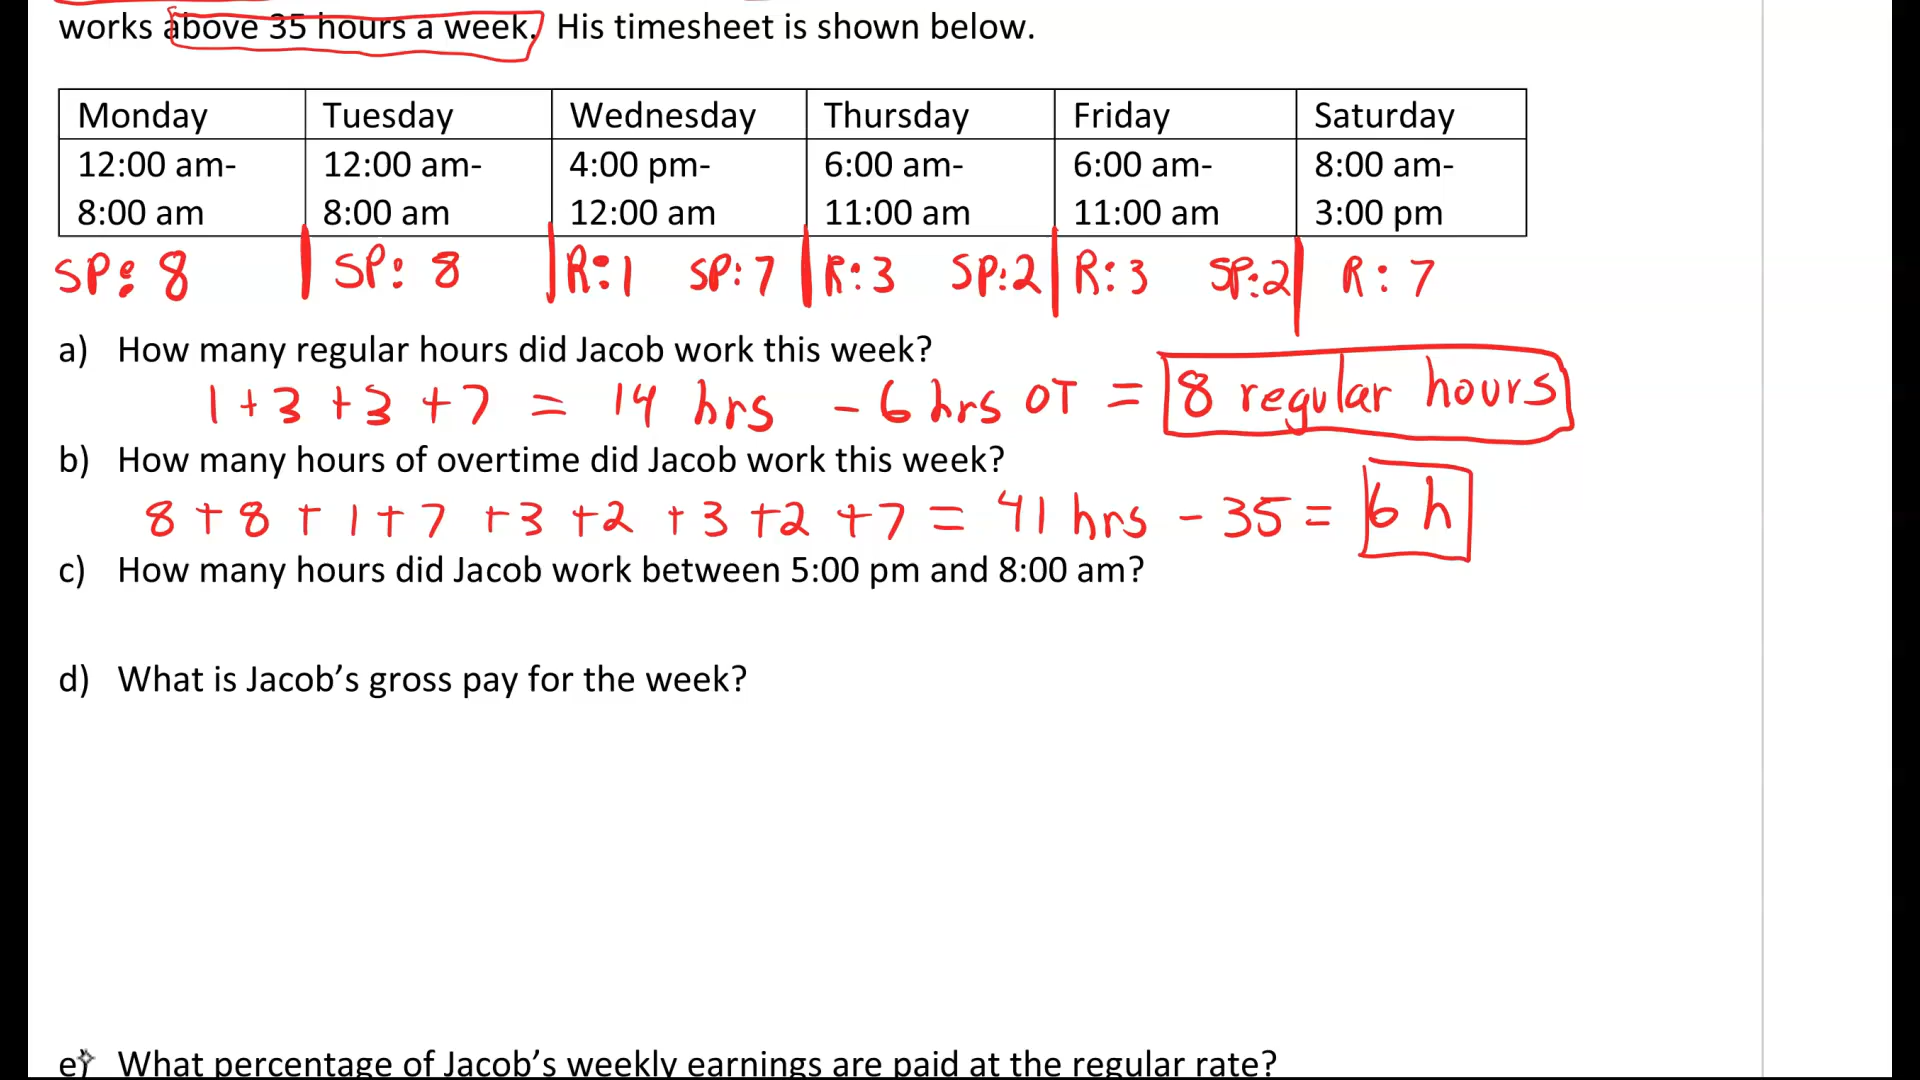 works above 35 hours a week. His timesheet is shown below.
Monday Tuesday Wednesday Thursday Friday Saturday
12:00 am- 12:00 am- 4:00 pm- 6:00 am- 6:00 am- 8:00 am-
8:00 am 8:00 am 12:00 am 11:00 am 11:00 am 3:00 pm
SP: 8 SP: 8 R:1 SP:7 R:3 SP:2 R:3 SP:2 R:7
a) How many regular hours did Jacob work this week?
1+3+3+7 = 14 hrs - 6 hrs OT = 8 regular hours
b) How many hours of overtime did Jacob work this week?
8+8+1+7+3+2+3+2+7 = 41 hrs - 35 = 6 h
c) How many hours did Jacob work between 5:00 pm and 8:00 am?
d) What is Jacob’s gross pay for the week?
e) What percentage of Jacob’s weekly earnings are paid at the regular rate?